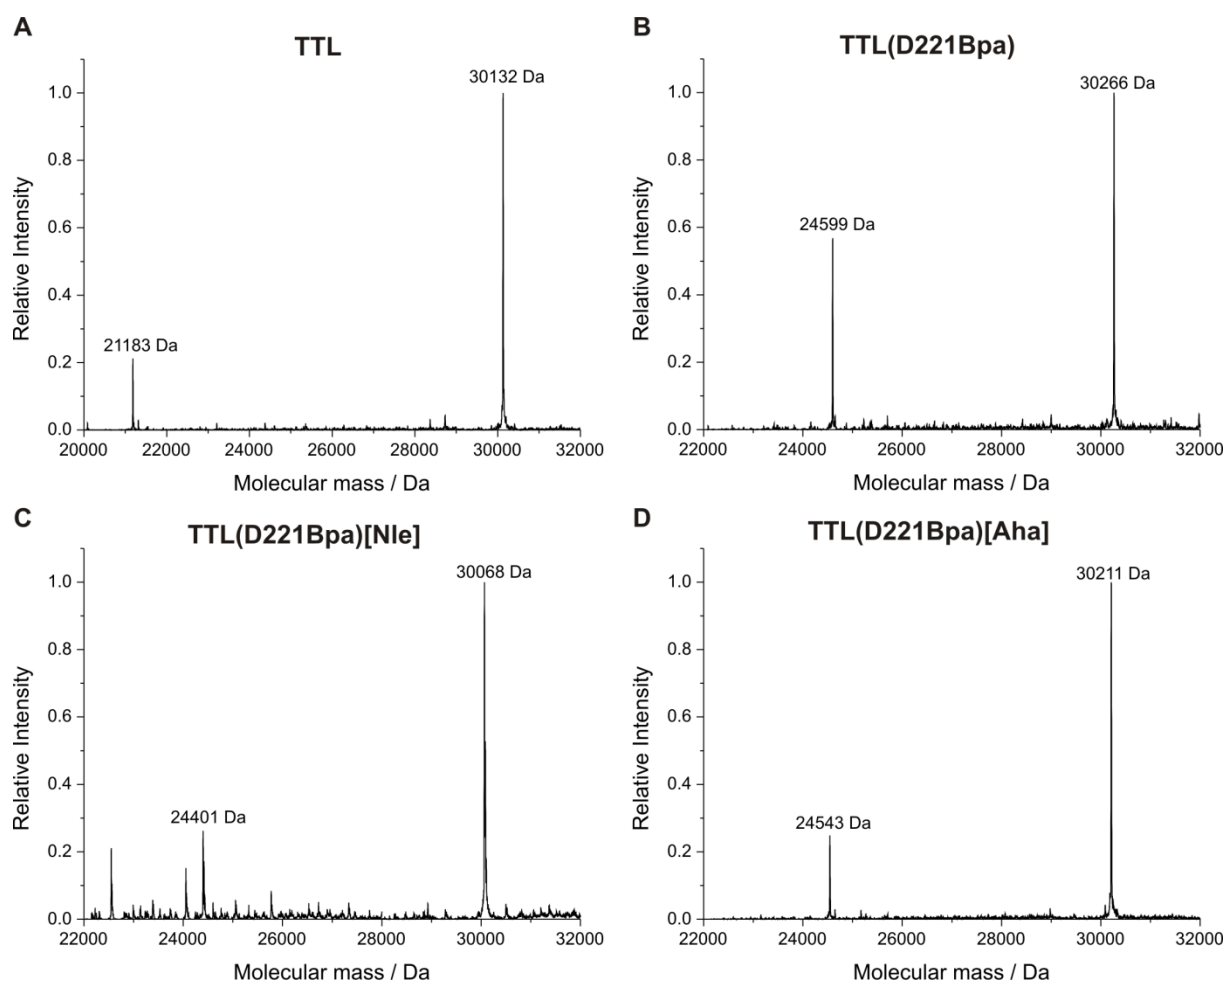 A
TTL
30132 Da
21183 Da
1.0
0.8
0.6
0.4
0.2
0.0
Relative Intensity
20000 22000 24000 26000 28000 30000 32000
Molecular mass / Da
B
TTL(D221Bpa)
30266 Da
24599 Da
1.0
0.8
0.6
0.4
0.2
0.0
Relative Intensity
22000 24000 26000 28000 30000 32000
Molecular mass / Da
C
TTL(D221Bpa)[Nle]
30068 Da
24401 Da
1.0
0.8
0.6
0.4
0.2
0.0
Relative Intensity
22000 24000 26000 28000 30000 32000
Molecular mass / Da
D
TTL(D221Bpa)[Aha]
30211 Da
24543 Da
1.0
0.8
0.6
0.4
0.2
0.0
Relative Intensity
22000 24000 26000 28000 30000 32000
Molecular mass / Da